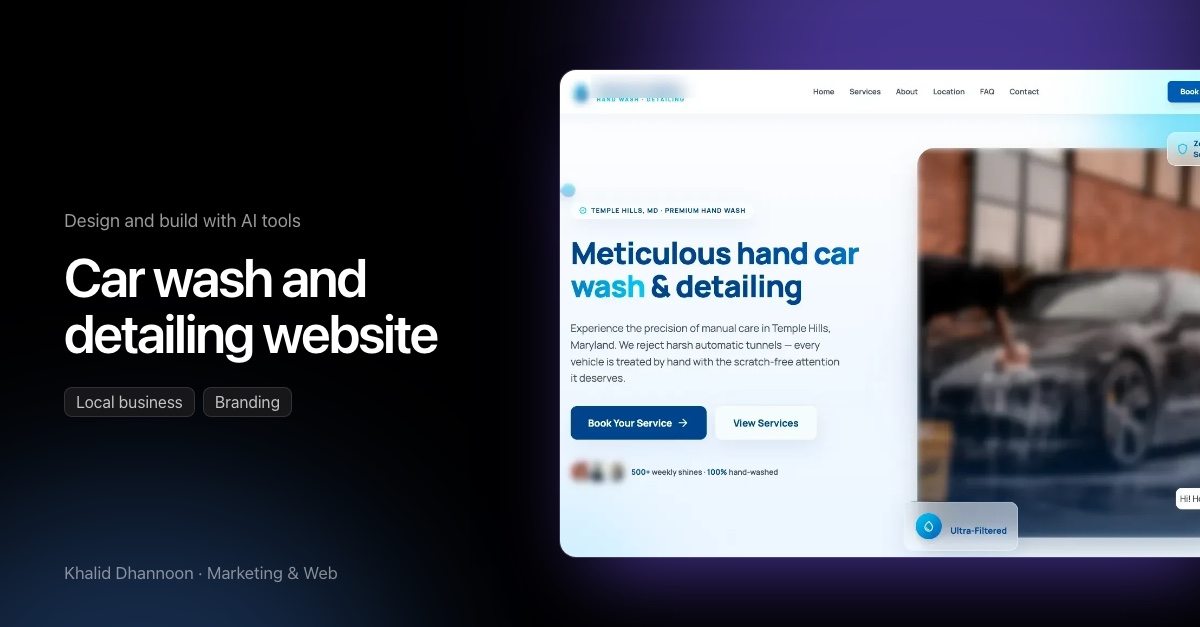 Design and build with AI tools
Car wash and
detailing website
Local business
Branding
Khalid Dhannoon · Marketing & Web
HAND WASH · DETAILING
Home
Services
About
Location
FAQ
Contact
Book
TEMPLE HILLS, MD · PREMIUM HAND WASH
Meticulous hand car
wash & detailing
Experience the precision of manual care in Temple Hills,
Maryland. We reject harsh automatic tunnels — every
vehicle is treated by hand with the scratch-free attention
it deserves.
Book Your Service →
View Services
500+ weekly shines · 100% hand-washed
Ultra-Filtered
Hi!